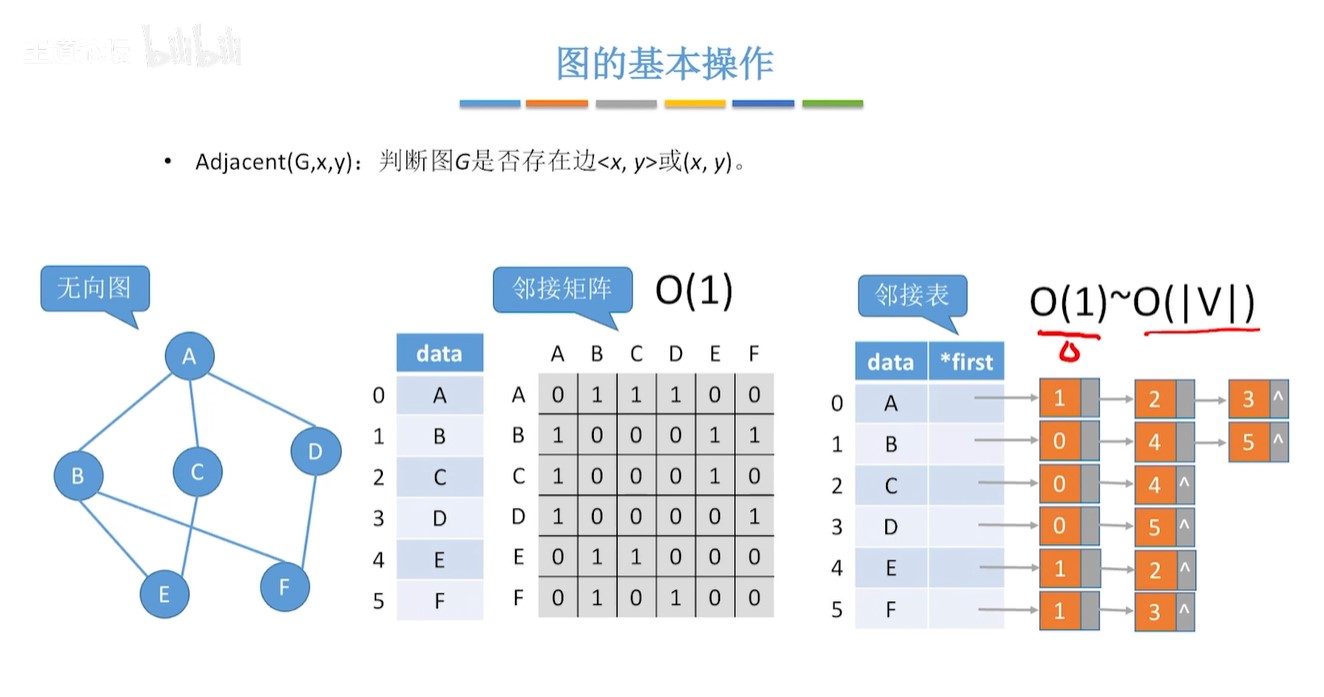 王道论坛 bilibili
图的基本操作
• Adjacent(G,x,y)：判断图G是否存在边<x, y>或(x, y)。
无向图
A
B
C
D
E
F
邻接矩阵 O(1)
data
0 A
1 B
2 C
3 D
4 E
5 F
A B C D E F
A 0 1 1 1 0 0
B 1 0 0 0 1 1
C 1 0 0 0 1 0
D 1 0 0 0 0 1
E 0 1 1 0 0 0
F 0 1 0 1 0 0
邻接表 O(1)~O(|V|)
data *first
0 A 1 2 3 ^
1 B 0 4 5 ^
2 C 0 4 ^
3 D 0 5 ^
4 E 1 2 ^
5 F 1 3 ^